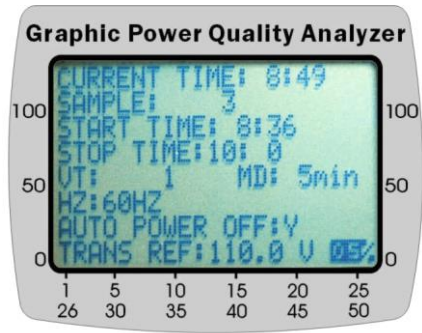 Graphic Power Quality Analyzer
CURRENT TIME: 8:49
SAMPLE: 3
START TIME: 8:36
STOP TIME:10: 0
VT: 1 MD: 5min
HZ:60HZ
AUTO POWER OFF:Y
TRANS REF:110.0 V 05%
100 100
50 50
0 0
1 5 10 15 20 25
26 30 35 40 45 50